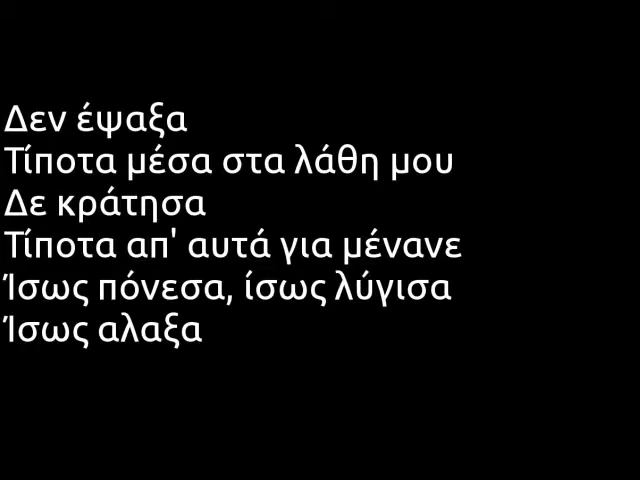 Δεν έψαξα
Τίποτα μέσα στα λάθη μου
Δε κράτησα
Τίποτα απ' αυτά για μένανε
Ίσως πόνεσα, ίσως λύγισα
Ίσως αλαξα